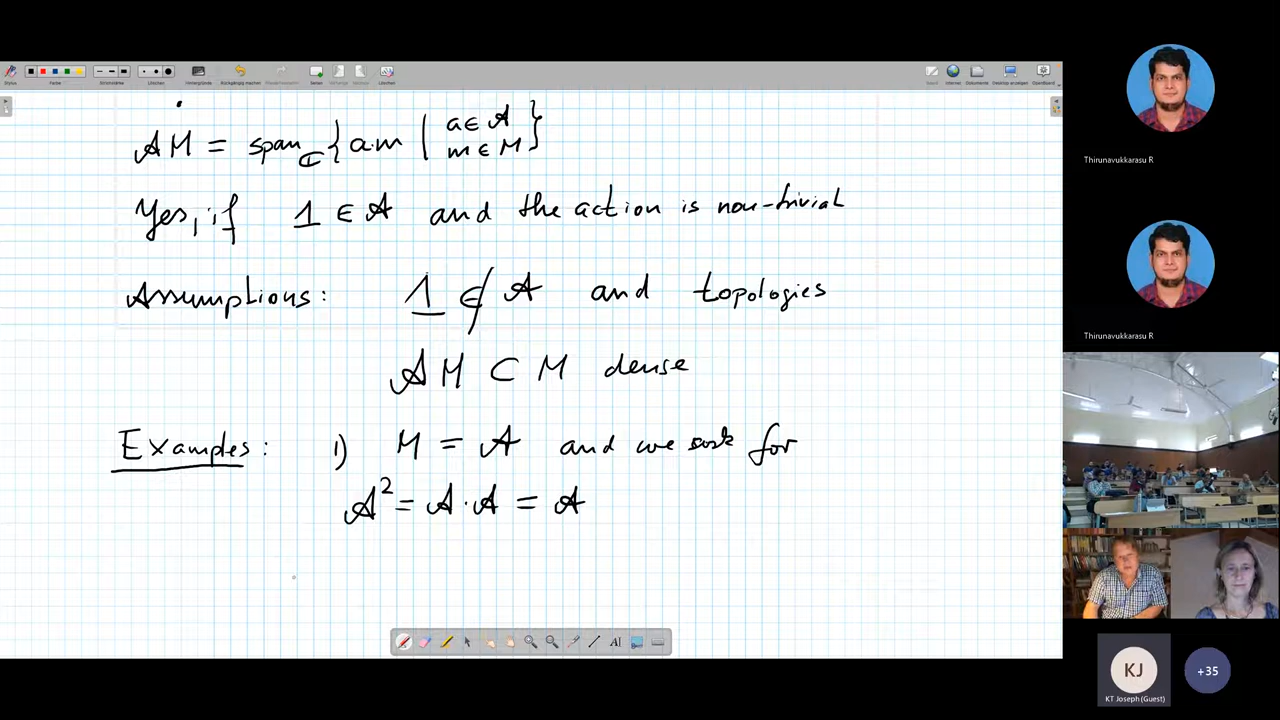 AM = span_ℂ { a.m | a ∈ A, m ∈ M }
Yes, if 1 ∈ A and the action is non-trivial
Assumptions: 1 ∉ A and topologies
AM ⊂ M dense
Examples: 1) M = A and we ask for
A² = A · A = A
Thirunavukkarasu R
Thirunavukkarasu R
KJ
KT Joseph (Guest)
+35